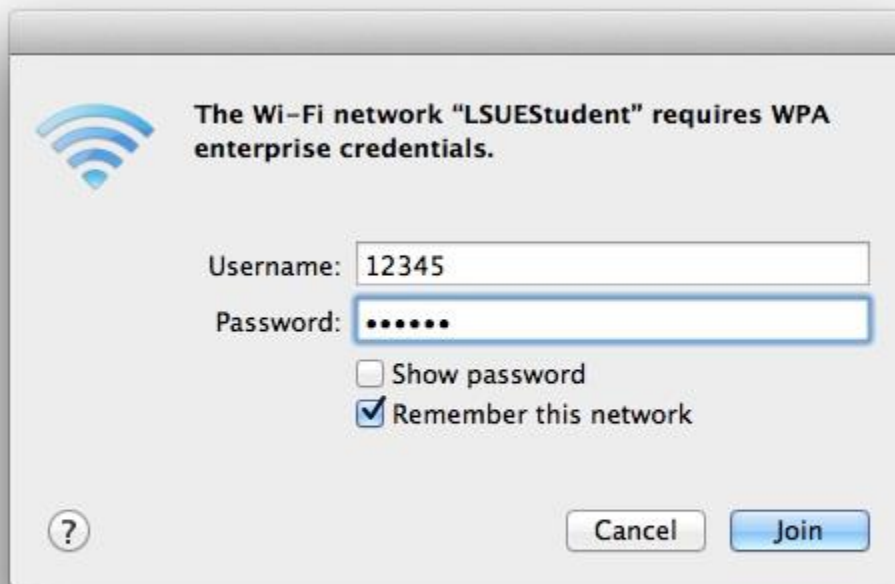 The Wi-Fi network “LSUEStudent” requires WPA
enterprise credentials.
Username: 12345
Password: ••••••
Show password
Remember this network
? Cancel Join